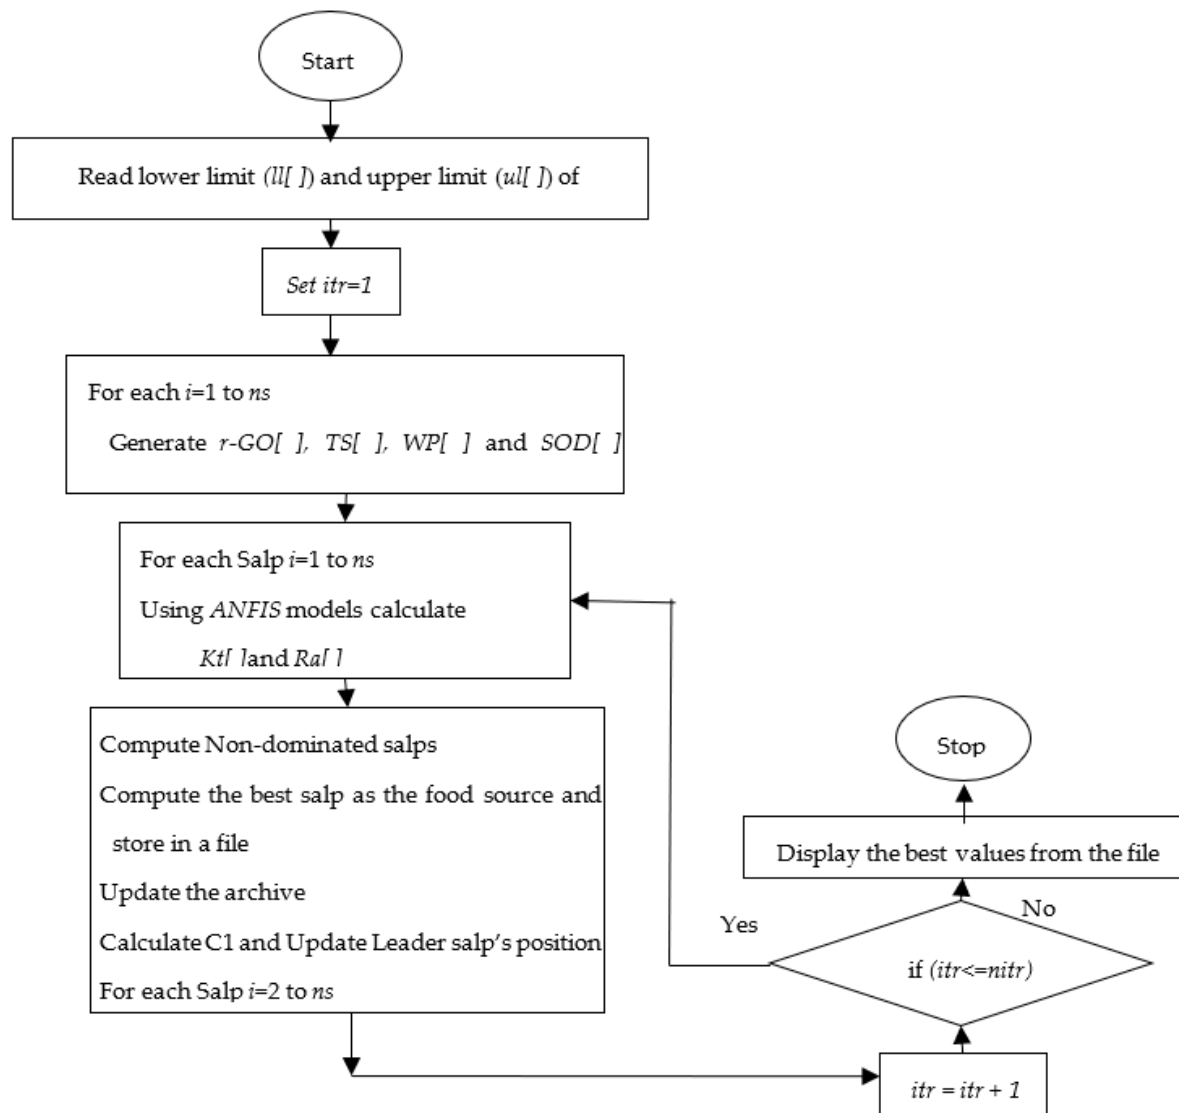 Start
Read lower limit (ll[ ]) and upper limit (ul[ ]) of
Set itr=1
For each i=1 to ns
Generate r-GO[ ], TS[ ], WP[ ] and SOD[ ]
For each Salp i=1 to ns
Using ANFIS models calculate
Kt[ ]and Ra[ ]
Compute Non-dominated salps
Compute the best salp as the food source and
store in a file
Update the archive
Calculate C1 and Update Leader salp's position
For each Salp i=2 to ns
itr = itr + 1
if (itr<=nitr)
Yes
No
Display the best values from the file
Stop